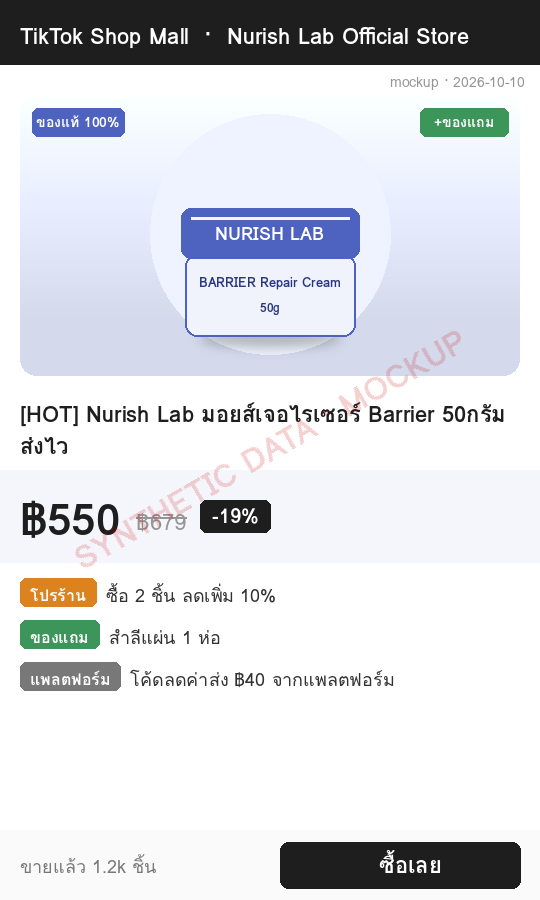 TikTok Shop Mall · Nurish Lab Official Store
mockup · 2026-10-10
ของแท้ 100%
+ของแถม
NURISH LAB
BARRIER Repair Cream
50g
[HOT] Nurish Lab มอยส์เจอไรเซอร์ Barrier 50กรัม
ส่งไว
฿550 ฿679 -19%
SYNTHETIC DATA · MOCKUP
โปรร้าน ซื้อ 2 ชิ้น ลดเพิ่ม 10%
ของแถม สำลีแผ่น 1 ห่อ
แพลตฟอร์ม โค้ดลดค่าส่ง ฿40 จากแพลตฟอร์ม
ขายแล้ว 1.2k ชิ้น
ซื้อเลย